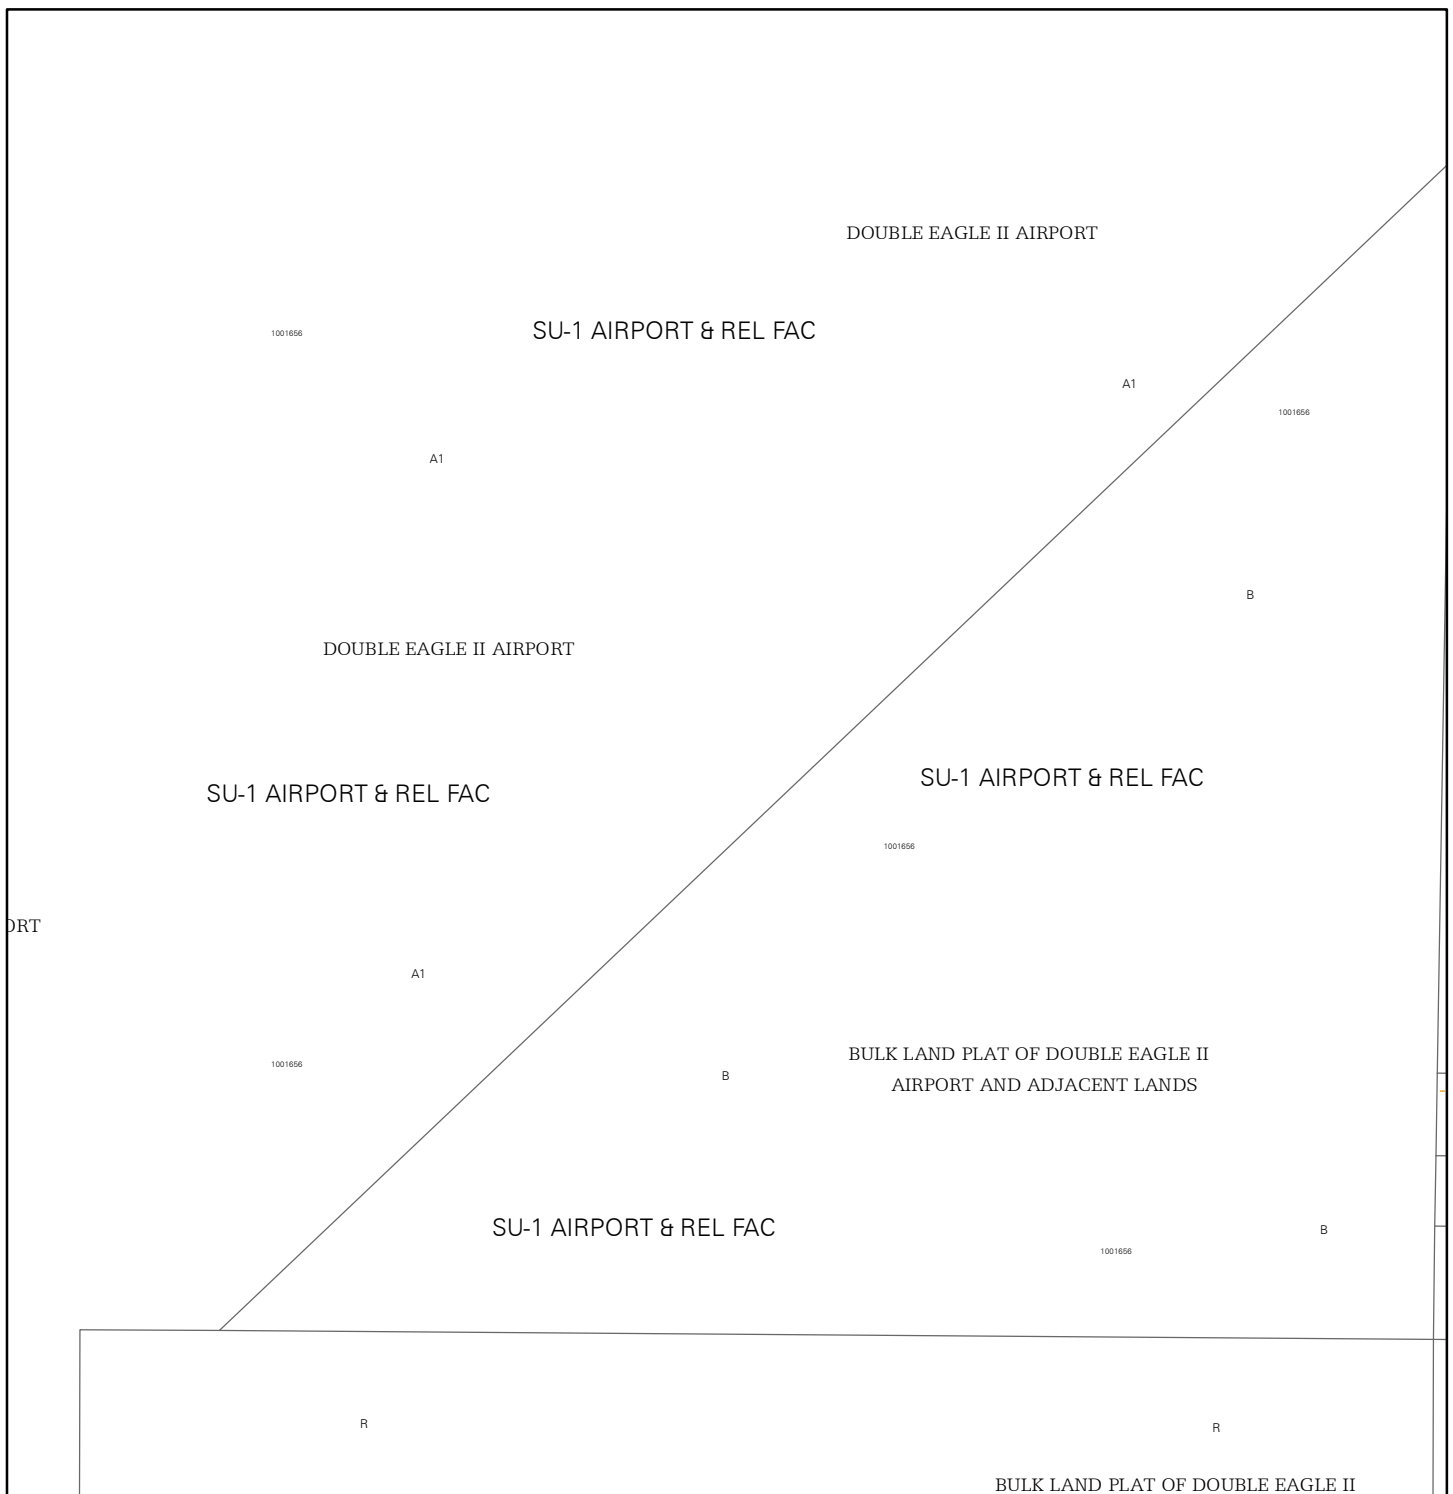 DOUBLE EAGLE II AIRPORT
SU-1 AIRPORT & REL FAC
1001656
A1
1001656
A1
B
DOUBLE EAGLE II AIRPORT
SU-1 AIRPORT & REL FAC
SU-1 AIRPORT & REL FAC
1001656
ORT
A1
BULK LAND PLAT OF DOUBLE EAGLE II
AIRPORT AND ADJACENT LANDS
1001656
B
SU-1 AIRPORT & REL FAC
B
1001656
R
R
BULK LAND PLAT OF DOUBLE EAGLE II